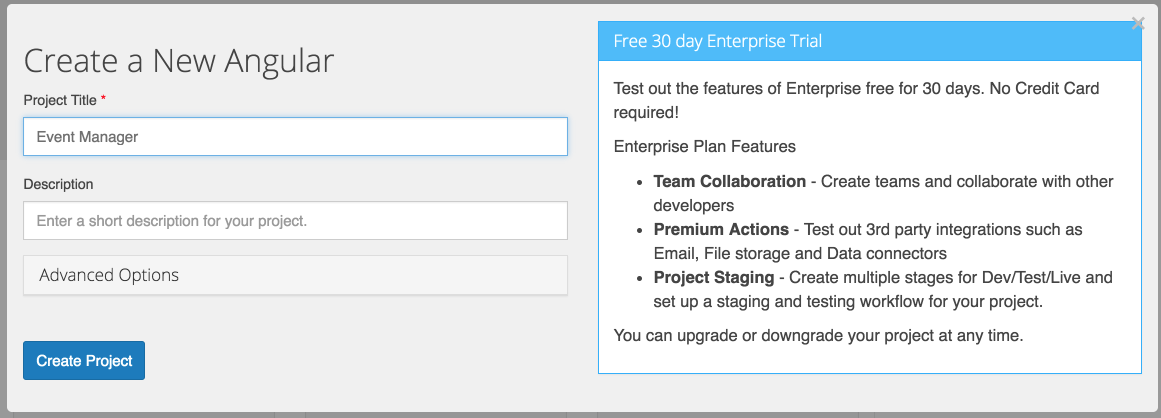 Create a New Angular
Project Title *
Event Manager
Description
Enter a short description for your project.
Advanced Options
Create Project
×
Free 30 day Enterprise Trial
Test out the features of Enterprise free for 30 days. No Credit Card
required!
Enterprise Plan Features
• Team Collaboration - Create teams and collaborate with other
developers
• Premium Actions - Test out 3rd party integrations such as
Email, File storage and Data connectors
• Project Staging - Create multiple stages for Dev/Test/Live and
set up a staging and testing workflow for your project.
You can upgrade or downgrade your project at any time.